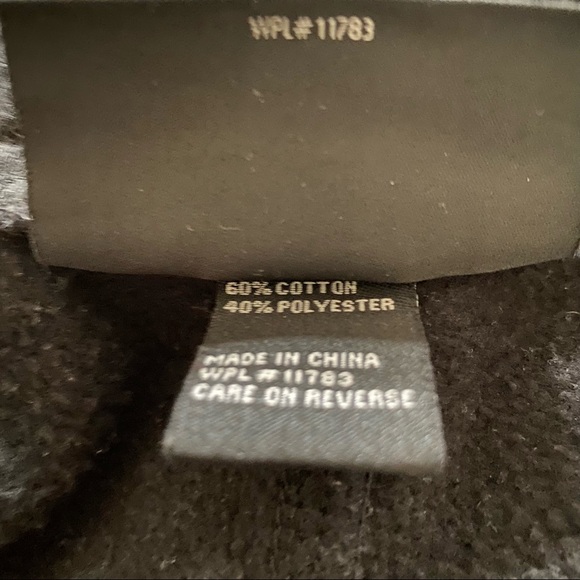 WPL#11783
60% COTTON
40% POLYESTER
MADE IN CHINA
WPL # 11783
CARE ON REVERSE